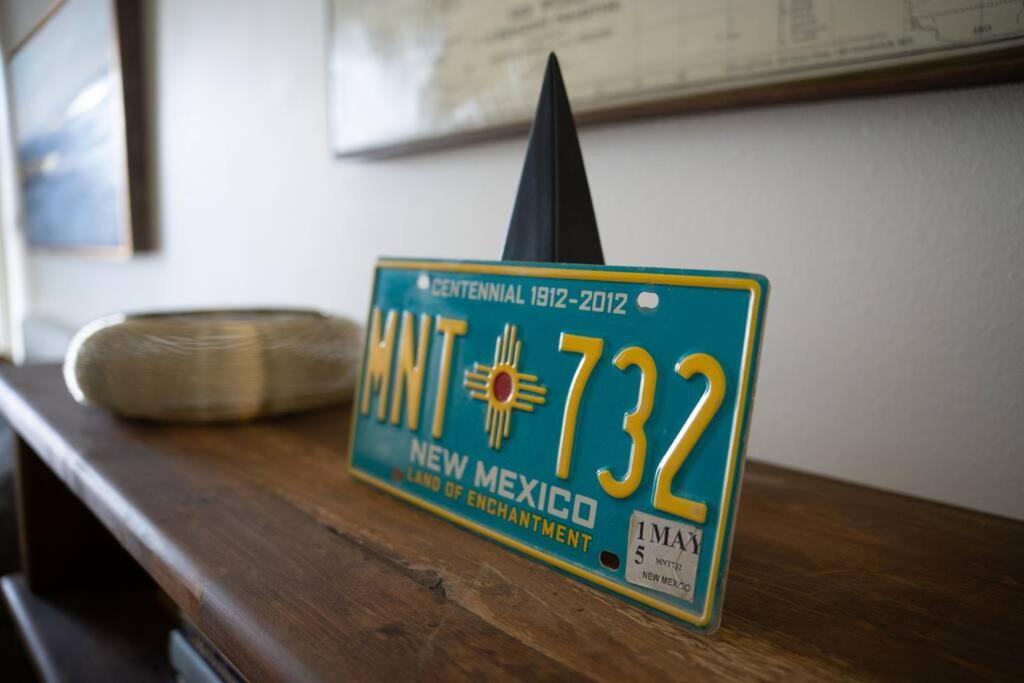 CENTENNIAL 1912-2012
MNT 732
NEW MEXICO
LAND OF ENCHANTMENT
1 MAY
5
MNT732
NEW MEXICO